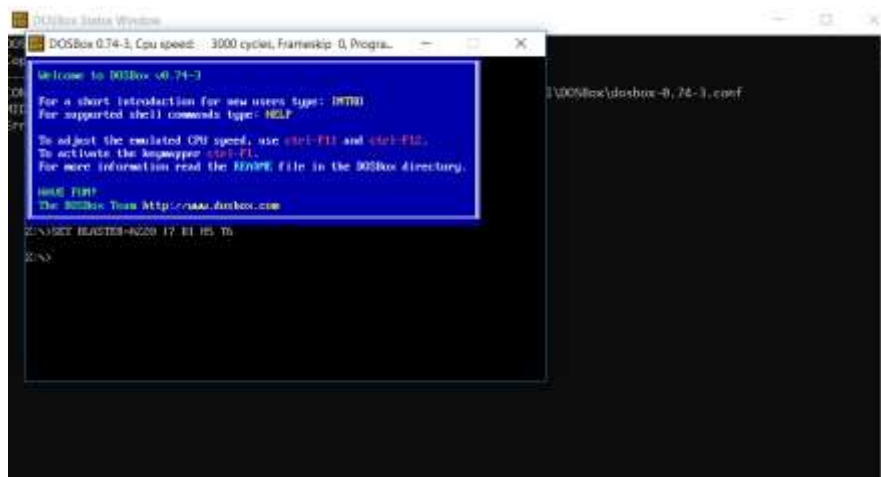 DOSBox Status Window
DOSBox 0.74-3, Cpu speed: 3000 cycles, Frameskip 0, Progra...
l\DOSBox\dosbox-0.74-3.conf
Welcome to DOSBox v0.74-3
For a short introduction for new users type: INTRO
For supported shell commands type: HELP
To adjust the emulated CPU speed, use ctrl-F11 and ctrl-F12.
To activate the keymapper ctrl-F1.
For more information read the README file in the DOSBox directory.
HAVE FUN!
The DOSBox Team http://www.dosbox.com
Z:\>SET BLASTER=A220 I7 D1 H5 T6
Z:\>